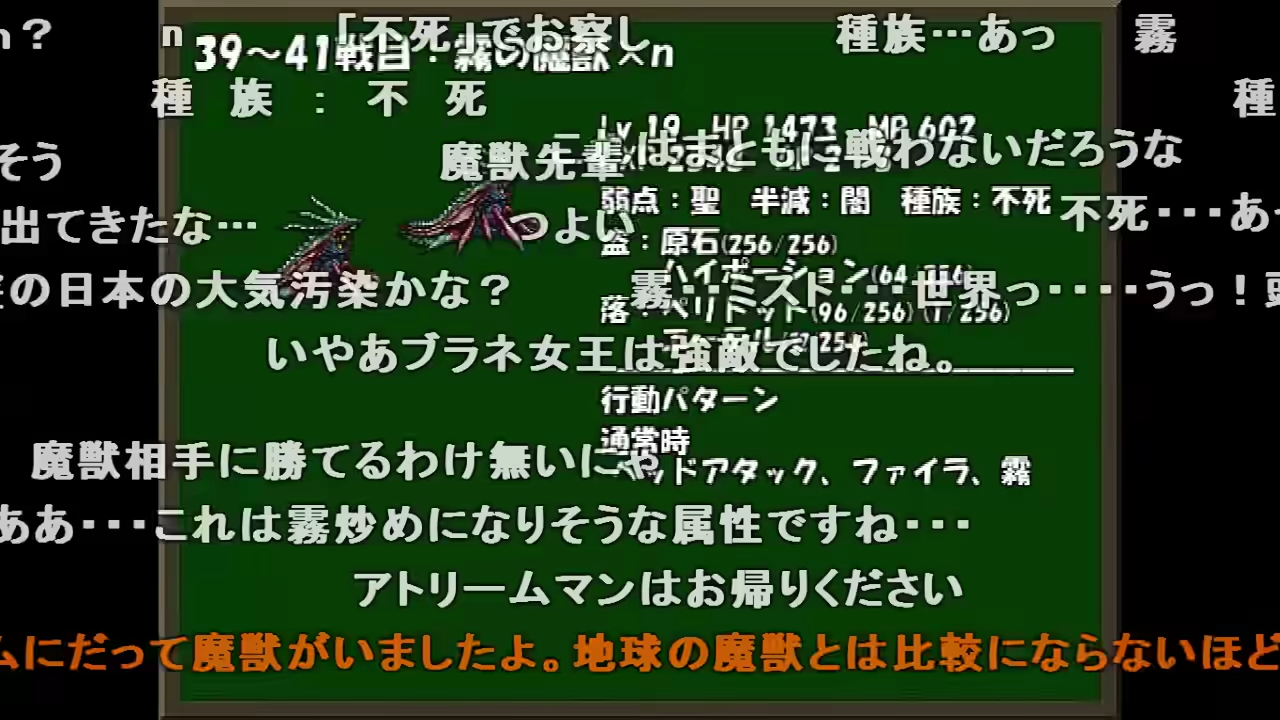 n？ n 「不死」でお察し 種族…あっ 霧
39～41戦目：霧の魔獣×n
種 族 ： 不 死 種
Lv 19 HP 1473 MP 602
そう 魔獣先輩 これはまともに戦わないだろうな
弱点：聖 半減：闇 種族：不死
出てきたな… つよい 不死・・・あっ
盗：原石(256/256)
ハイポーション(64/256)
の日本の大気汚染かな？ 霧・・ミスト・・・・世界っ・・・・うっ！頭
落：ペリドット(96/256)(1/256)
いやあブラネ女王は強敵でしたね。
行動パターン
通常時
魔獣相手に勝てるわけ無いにゃ
ヘッドアタック、ファイラ、霧
ああ・・・これは霧炒めになりそうな属性ですね・・・
アトリームマンはお帰りください
ムにだって魔獣がいましたよ。地球の魔獣とは比較にならないほど